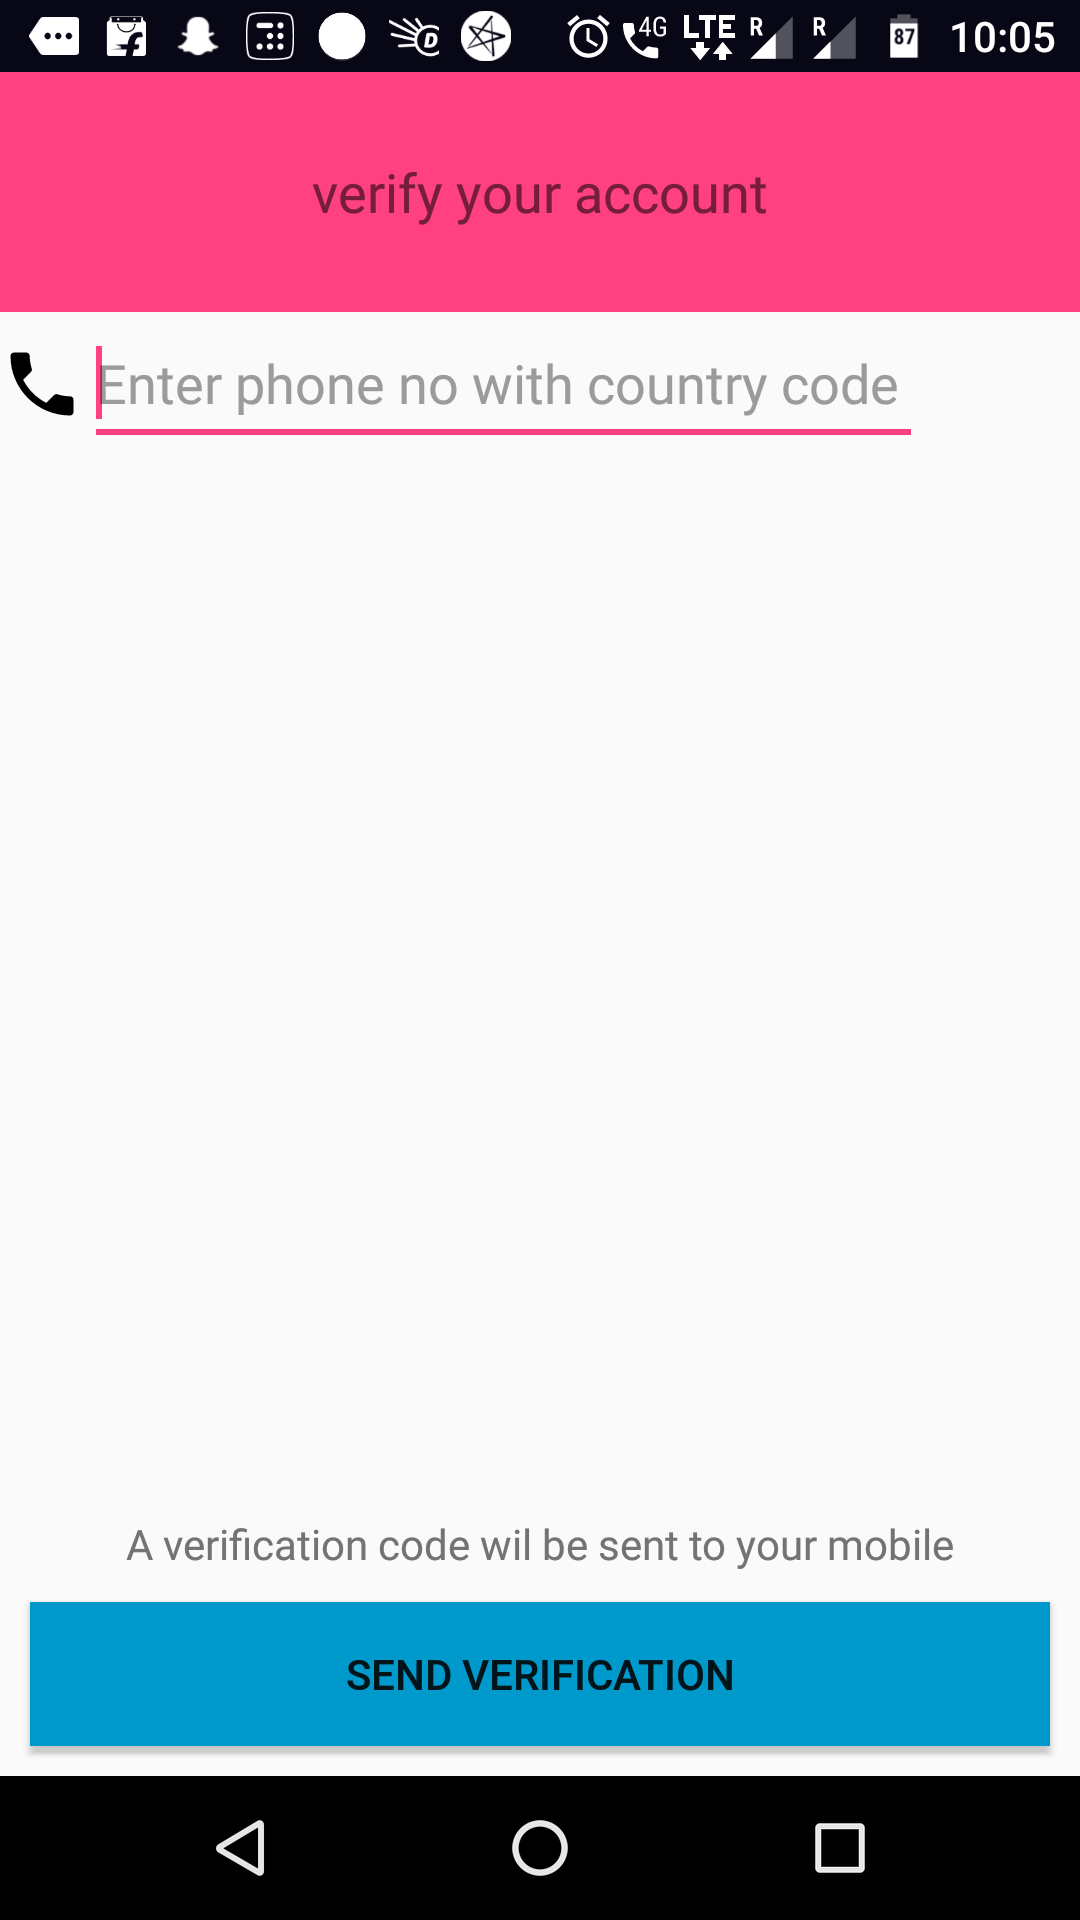 4G LTE R R 87 10:05
verify your account
Enter phone no with country code
A verification code wil be sent to your mobile
SEND VERIFICATION